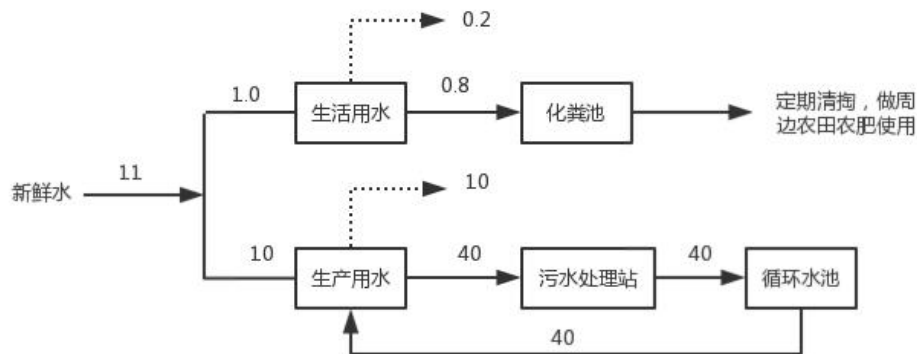 0.2
1.0
生活用水
0.8
化粪池
定期清掏，做周
边农田农肥使用
新鲜水
11
10
10
生产用水
40
污水处理站
40
循环水池
40